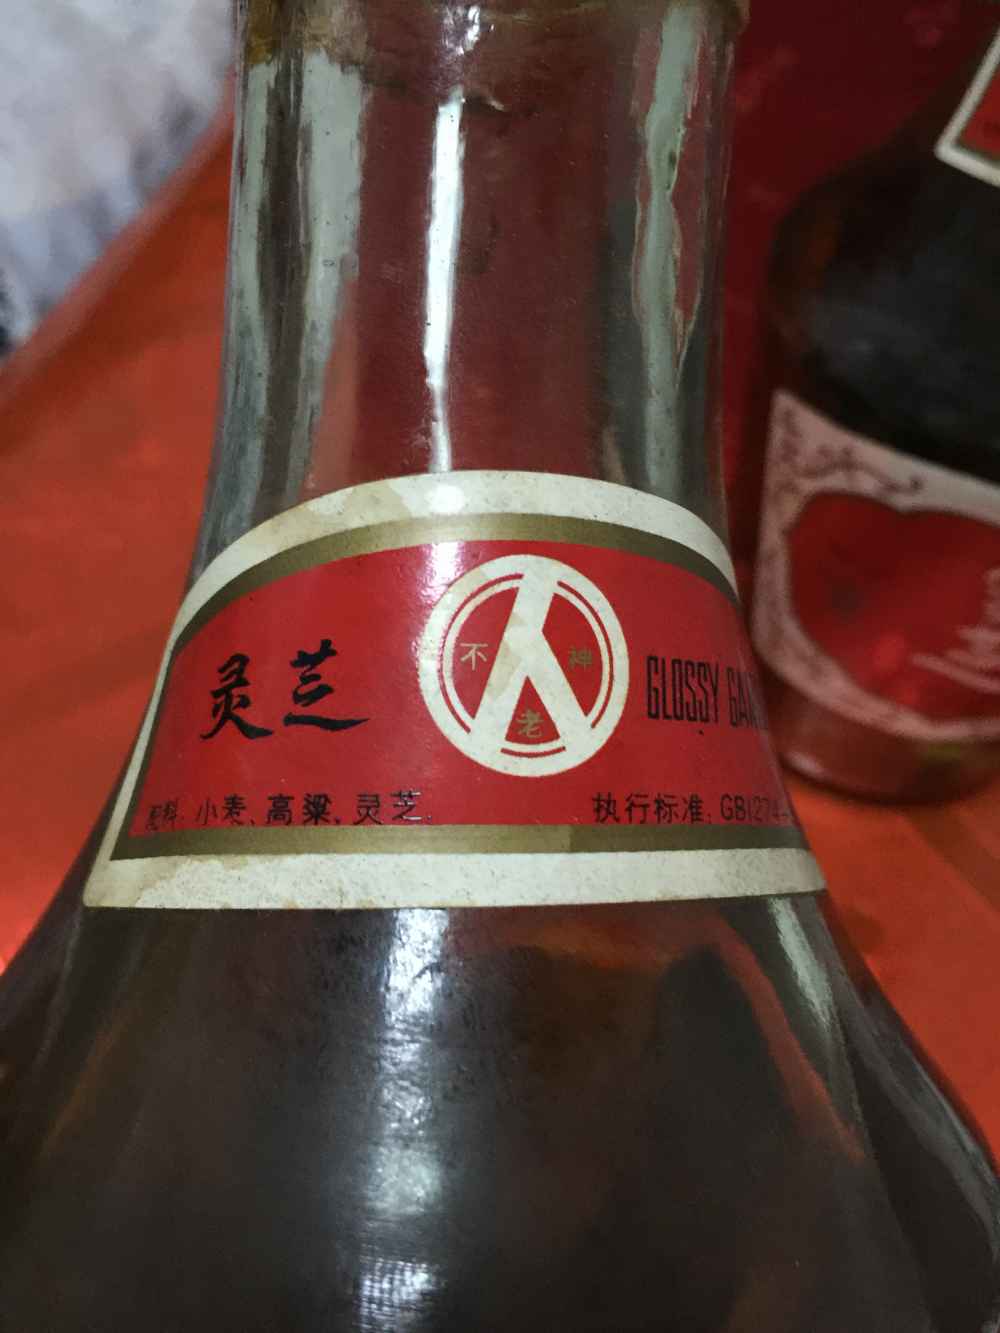 灵芝
不 神
老
GLOSSY
配料: 小麦、高粱、灵芝.
执行标准: GB1274